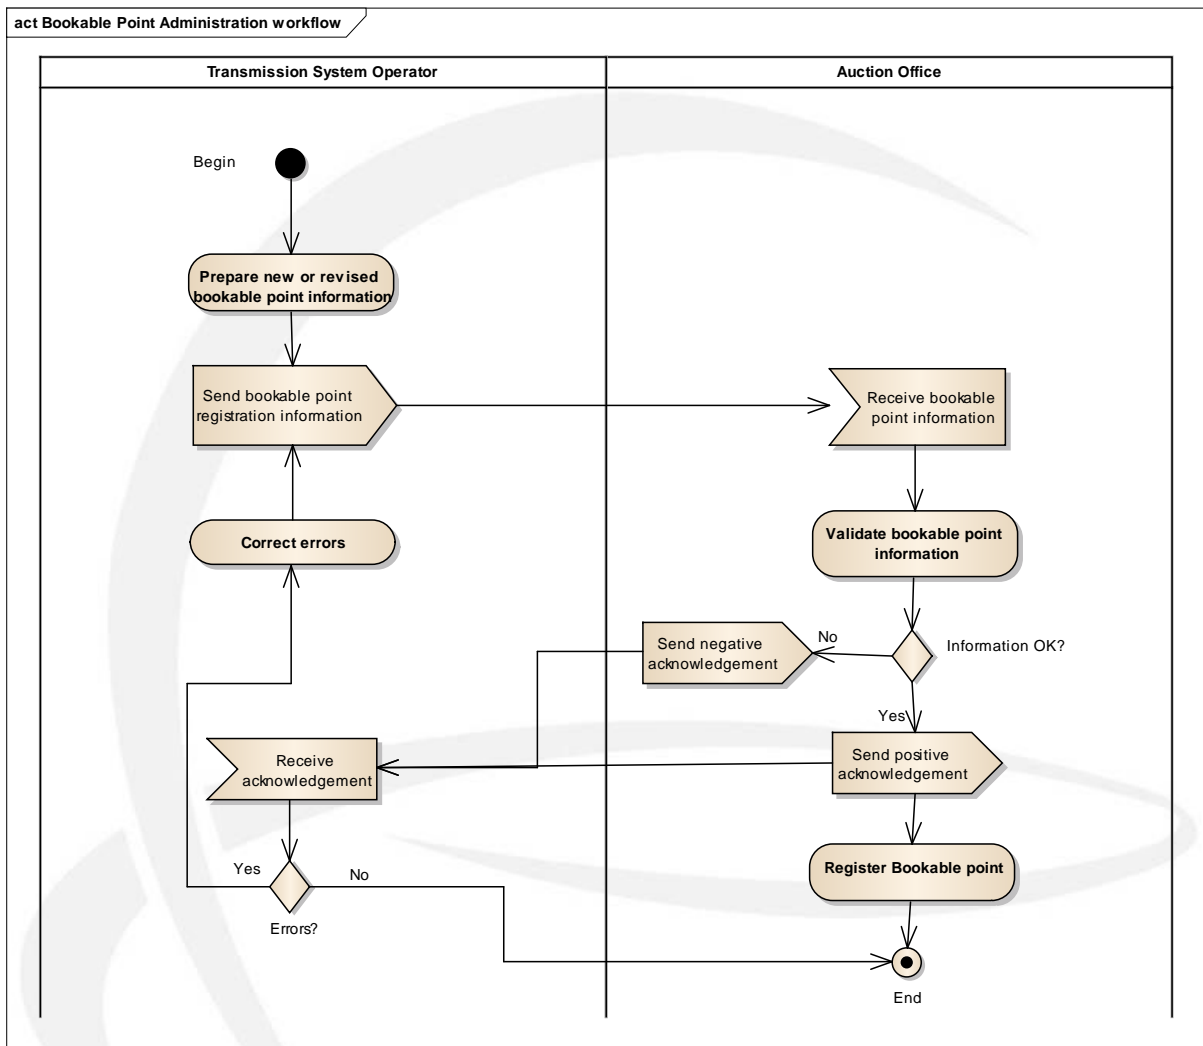 act Bookable Point Administration workflow
Transmission System Operator
Auction Office
Begin
Prepare new or revised
bookable point information
Send bookable point
registration information
Receive bookable
point information
Correct errors
Validate bookable point
information
Send negative
acknowledgement
No
Information OK?
Yes
Receive
acknowledgement
Send positive
acknowledgement
Yes
No
Errors?
Register Bookable point
End